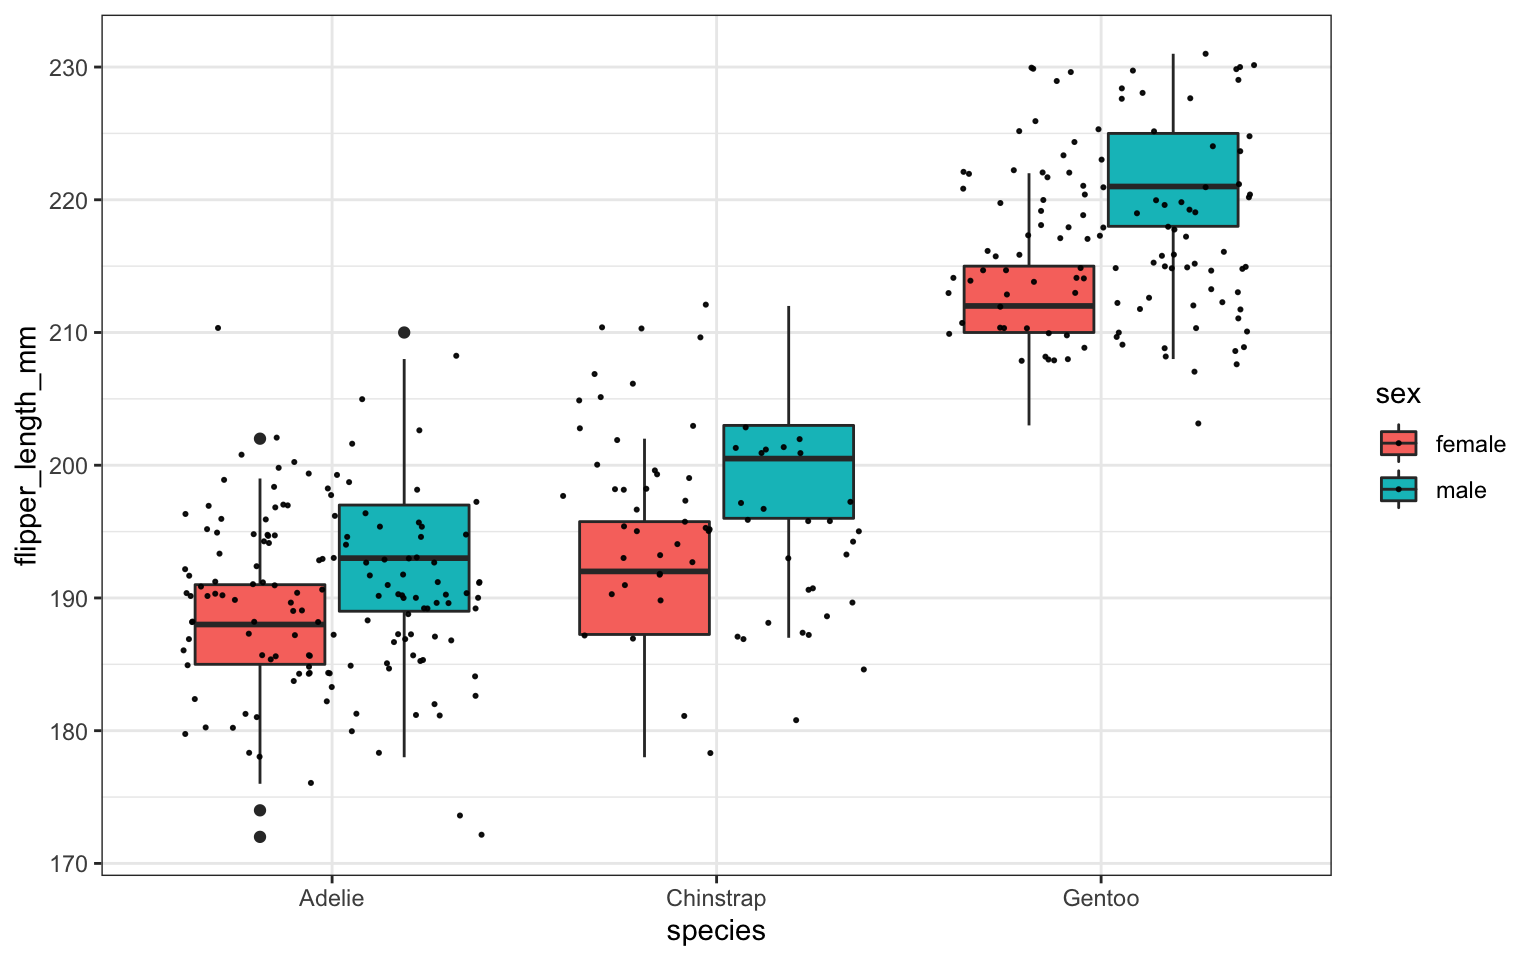 flipper_length_mm
230
220
210
200
190
180
170
Adelie
Chinstrap
Gentoo
species
sex
female
male